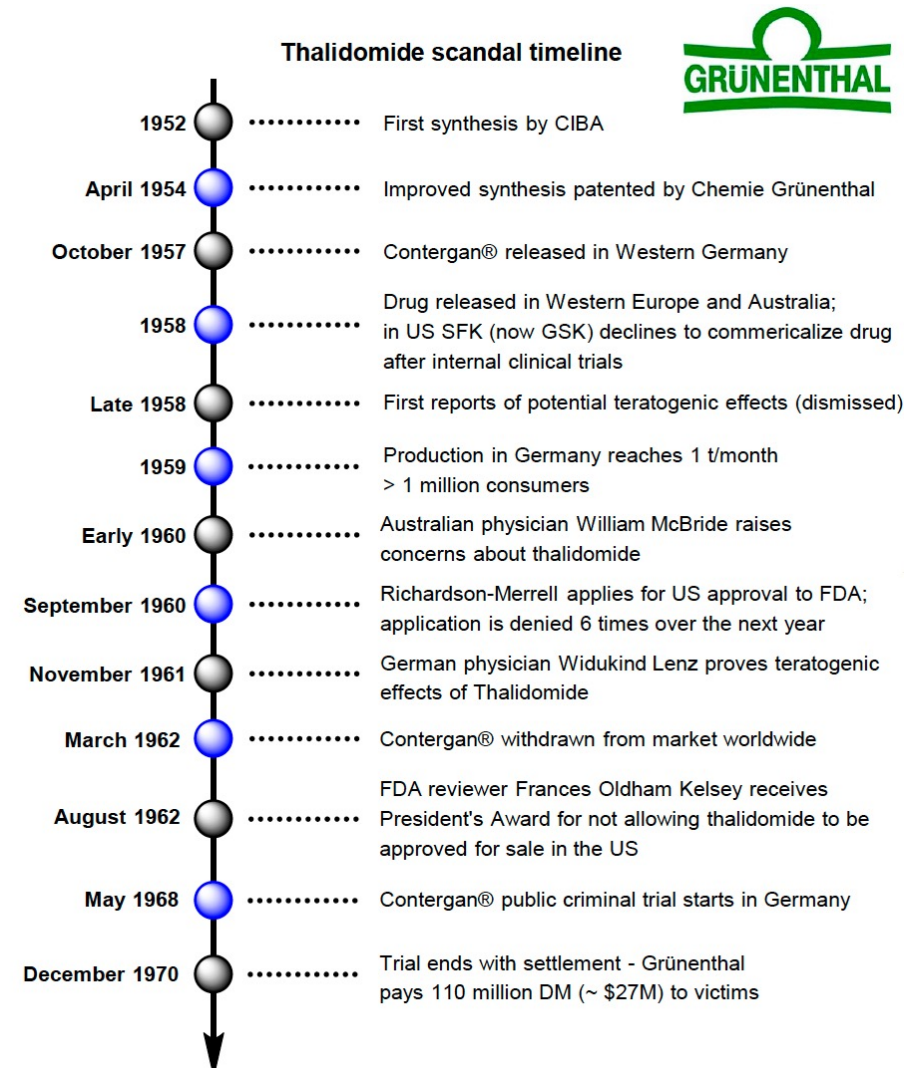 Thalidomide scandal timeline
GRÜNENTHAL
1952
First synthesis by CIBA
April 1954
Improved synthesis patented by Chemie Grünenthal
October 1957
Contergan® released in Western Germany
1958
Drug released in Western Europe and Australia;
in US SFK (now GSK) declines to commericalize drug
after internal clinical trials
Late 1958
First reports of potential teratogenic effects (dismissed)
1959
Production in Germany reaches 1 t/month
> 1 million consumers
Early 1960
Australian physician William McBride raises
concerns about thalidomide
September 1960
Richardson-Merrell applies for US approval to FDA;
application is denied 6 times over the next year
November 1961
German physician Widukind Lenz proves teratogenic
effects of Thalidomide
March 1962
Contergan® withdrawn from market worldwide
August 1962
FDA reviewer Frances Oldham Kelsey receives
President's Award for not allowing thalidomide to be
approved for sale in the US
May 1968
Contergan® public criminal trial starts in Germany
December 1970
Trial ends with settlement - Grünenthal
pays 110 million DM (~ $27M) to victims